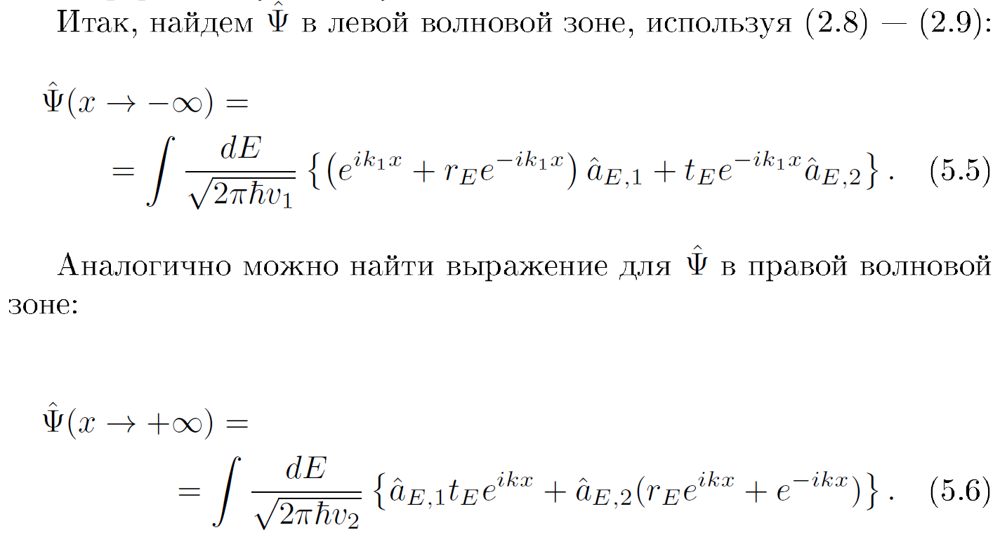 Итак, найдем $\hat{\Psi}$ в левой волновой зоне, используя (2.8) — (2.9):
$\hat{\Psi}(x \to -\infty) =$
$= \int \frac{dE}{\sqrt{2\pi\hbar v_1}} \left\{ \left( e^{ik_1x} + r_E e^{-ik_1x} \right) \hat{a}_{E,1} + t_E e^{-ik_1x} \hat{a}_{E,2} \right\}. \quad (5.5)$
Аналогично можно найти выражение для $\hat{\Psi}$ в правой волновой
зоне:
$\hat{\Psi}(x \to +\infty) =$
$= \int \frac{dE}{\sqrt{2\pi\hbar v_2}} \left\{ \hat{a}_{E,1} t_E e^{ikx} + \hat{a}_{E,2} (r_E e^{ikx} + e^{-ikx}) \right\}. \quad (5.6)$